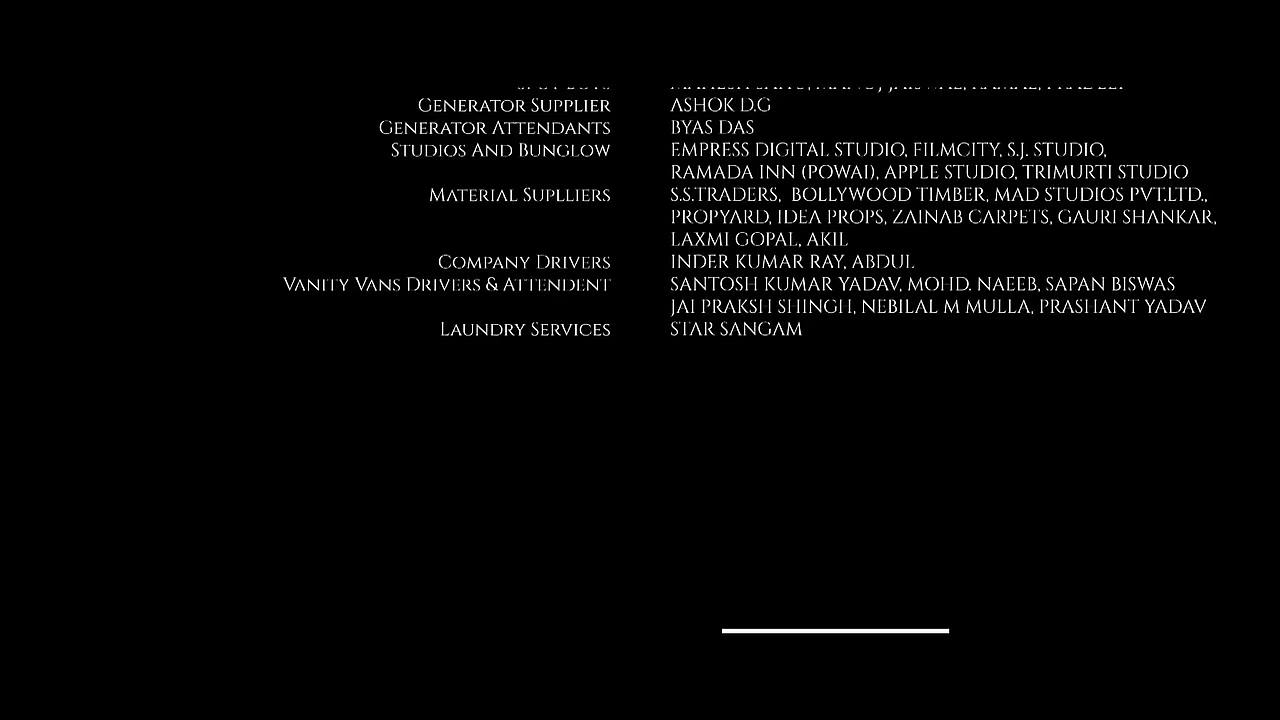 Generator Supplier ASHOK D.G
Generator Attendants BYAS DAS
Studios And Bunglow EMPRESS DIGITAL STUDIO, FILMCITY, S.J. STUDIO,
RAMADA INN (POWAI), APPLE STUDIO, TRIMURTI STUDIO
Material Suplliers S.S.TRADERS, BOLLYWOOD TIMBER, MAD STUDIOS PVT.LTD.,
PROPYARD, IDEA PROPS, ZAINAB CARPETS, GAURI SHANKAR,
LAXMI GOPAL, AKIL
Company Drivers INDER KUMAR RAY, ABDUL
Vanity Vans Drivers & Attendent SANTOSH KUMAR YADAV, MOHD. NAEEB, SAPAN BISWAS
JAI PRAKSH SHINGH, NEBILAL M MULLA, PRASHANT YADAV
Laundry Services STAR SANGAM